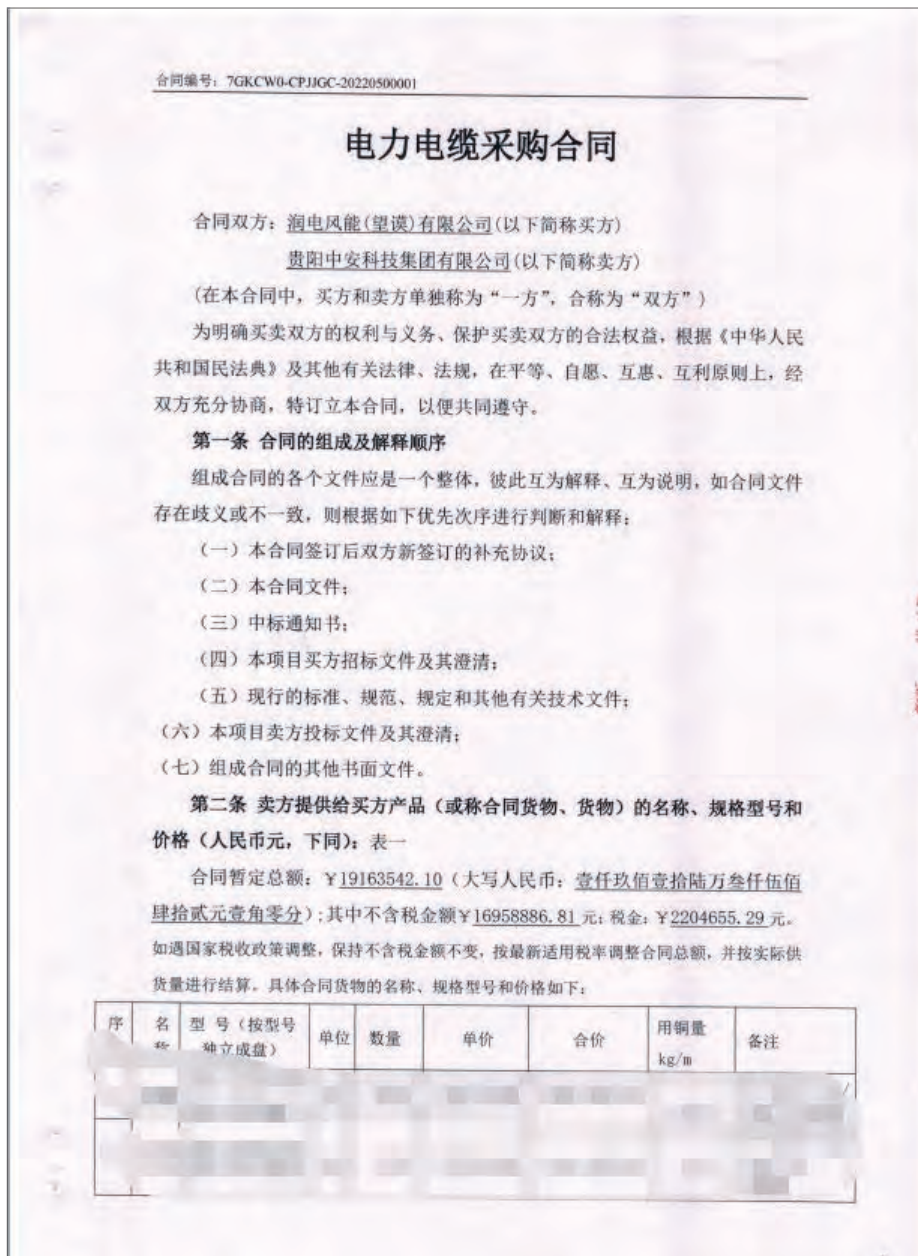 合同编号：7GKCW0-CPJJGC-20220500001
电力电缆采购合同
合同双方：润电风能(望谟)有限公司(以下简称买方)
贵阳中安科技集团有限公司(以下简称卖方)
(在本合同中，买方和卖方单独称为“一方”，合称为“双方”)
为明确买卖双方的权利与义务、保护买卖双方的合法权益，根据《中华人民
共和国民法典》及其他有关法律、法规，在平等、自愿、互惠、互利原则上，经
双方充分协商，特订立本合同，以便共同遵守。
第一条 合同的组成及解释顺序
组成合同的各个文件应是一个整体，彼此互为解释、互为说明，如合同文件
存在歧义或不一致，则根据如下优先次序进行判断和解释：
（一）本合同签订后双方新签订的补充协议；
（二）本合同文件；
（三）中标通知书；
（四）本项目买方招标文件及其澄清；
（五）现行的标准、规范、规定和其他有关技术文件；
（六）本项目卖方投标文件及其澄清；
（七）组成合同的其他书面文件。
第二条 卖方提供给买方产品（或称合同货物、货物）的名称、规格型号和
价格（人民币元，下同）：表一
合同暂定总额：￥19163542.10（大写人民币：壹仟玖佰壹拾陆万叁仟伍佰
肆拾贰元壹角零分）;其中不含税金额￥16958886.81元；税金：￥2204655.29元。
如遇国家税收政策调整，保持不含税金额不变，按最新适用税率调整合同总额，并按实际供
货量进行结算。具体合同货物的名称、规格型号和价格如下：
序 名称 型 号（按型号独立成盘） 单位 数量 单价 合价 用铜量kg/m 备注